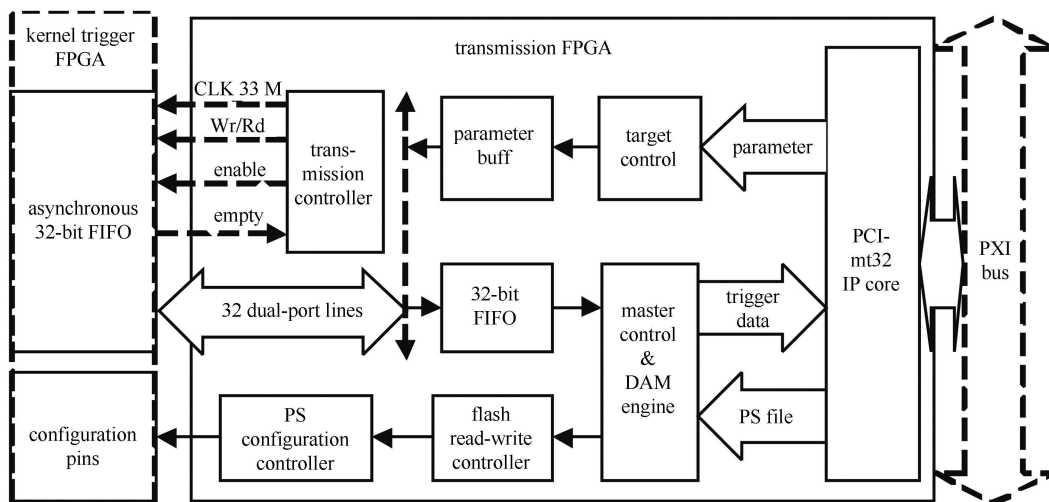 kernel trigger
FPGA
transmission FPGA
CLK 33 M
Wr/Rd
enable
empty
trans-
mission
controller
parameter
buff
target
control
parameter
asynchronous
32-bit FIFO
PCI-
mt32
IP core
PXI
bus
32 dual-port lines
32-bit
FIFO
master
control
&
DAM
engine
trigger
data
PS file
configuration
pins
PS
configuration
controller
flash
read-write
controller